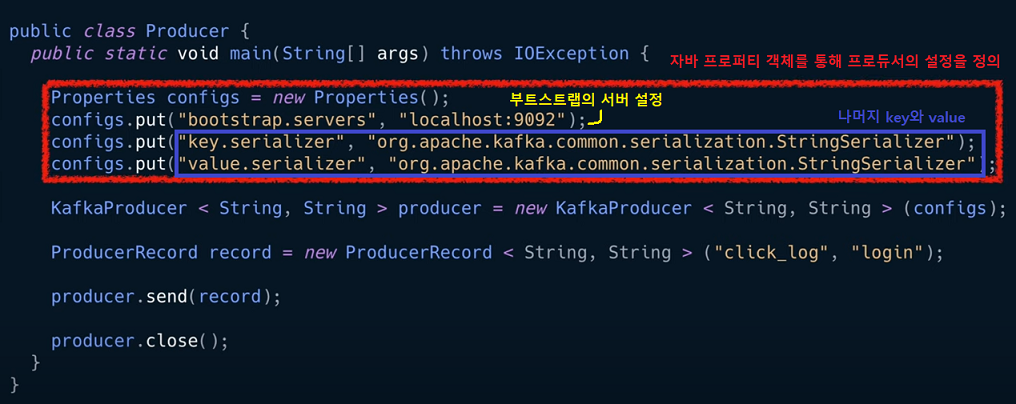 public class Producer {
public static void main(String[] args) throws IOException {
자바 프로퍼티 객체를 통해 프로듀서의 설정을 정의
Properties configs = new Properties();
부트스트랩의 서버 설정
configs.put("bootstrap.servers", "localhost:9092");
나머지 key와 value
configs.put("key.serializer", "org.apache.kafka.common.serialization.StringSerializer");
configs.put("value.serializer", "org.apache.kafka.common.serialization.StringSerializer");
KafkaProducer < String, String > producer = new KafkaProducer < String, String > (configs);
ProducerRecord record = new ProducerRecord < String, String > ("click_log", "login");
producer.send(record);
producer.close();
}
}